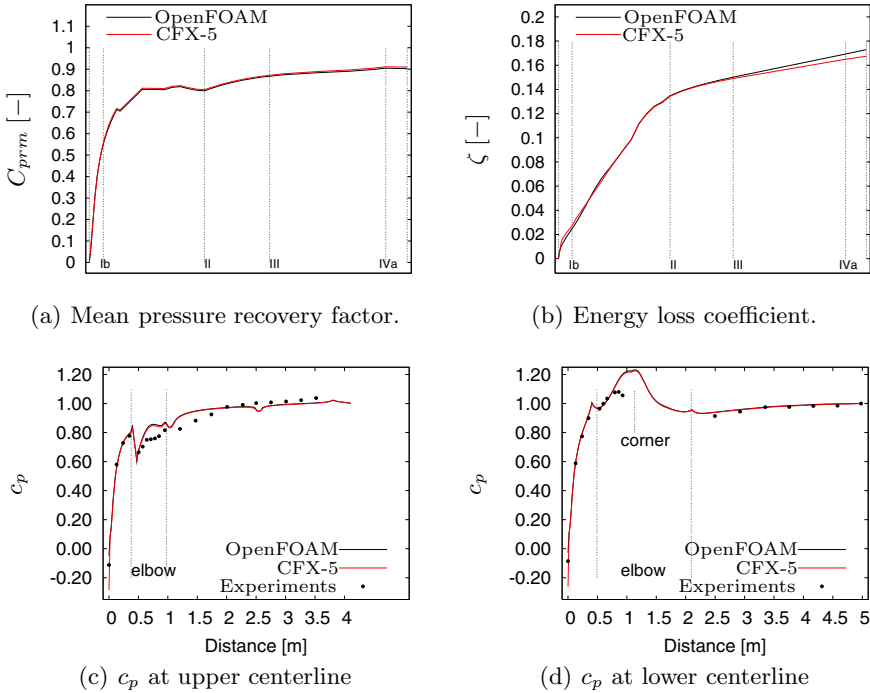 OpenFOAM
CFX-5
1.1
1
0.9
0.8
0.7
0.6
0.5
0.4
0.3
0.2
0.1
0
C_{prm} [−]
Ib
II
III
IVa
(a) Mean pressure recovery factor.
OpenFOAM
CFX-5
0.2
0.18
0.16
0.14
0.12
0.1
0.08
0.06
0.04
0.02
0
ζ [−]
Ib
II
III
IVa
(b) Energy loss coefficient.
1.20
1.00
0.80
0.60
0.40
0.20
0.00
-0.20
c_p
elbow
OpenFOAM
CFX-5
Experiments
0 0.5 1 1.5 2 2.5 3 3.5 4
Distance [m]
(c) c_p at upper centerline
1.20
1.00
0.80
0.60
0.40
0.20
0.00
-0.20
c_p
corner
elbow
OpenFOAM
CFX-5
Experiments
0 0.5 1 1.5 2 2.5 3 3.5 4 4.5 5
Distance [m]
(d) c_p at lower centerline